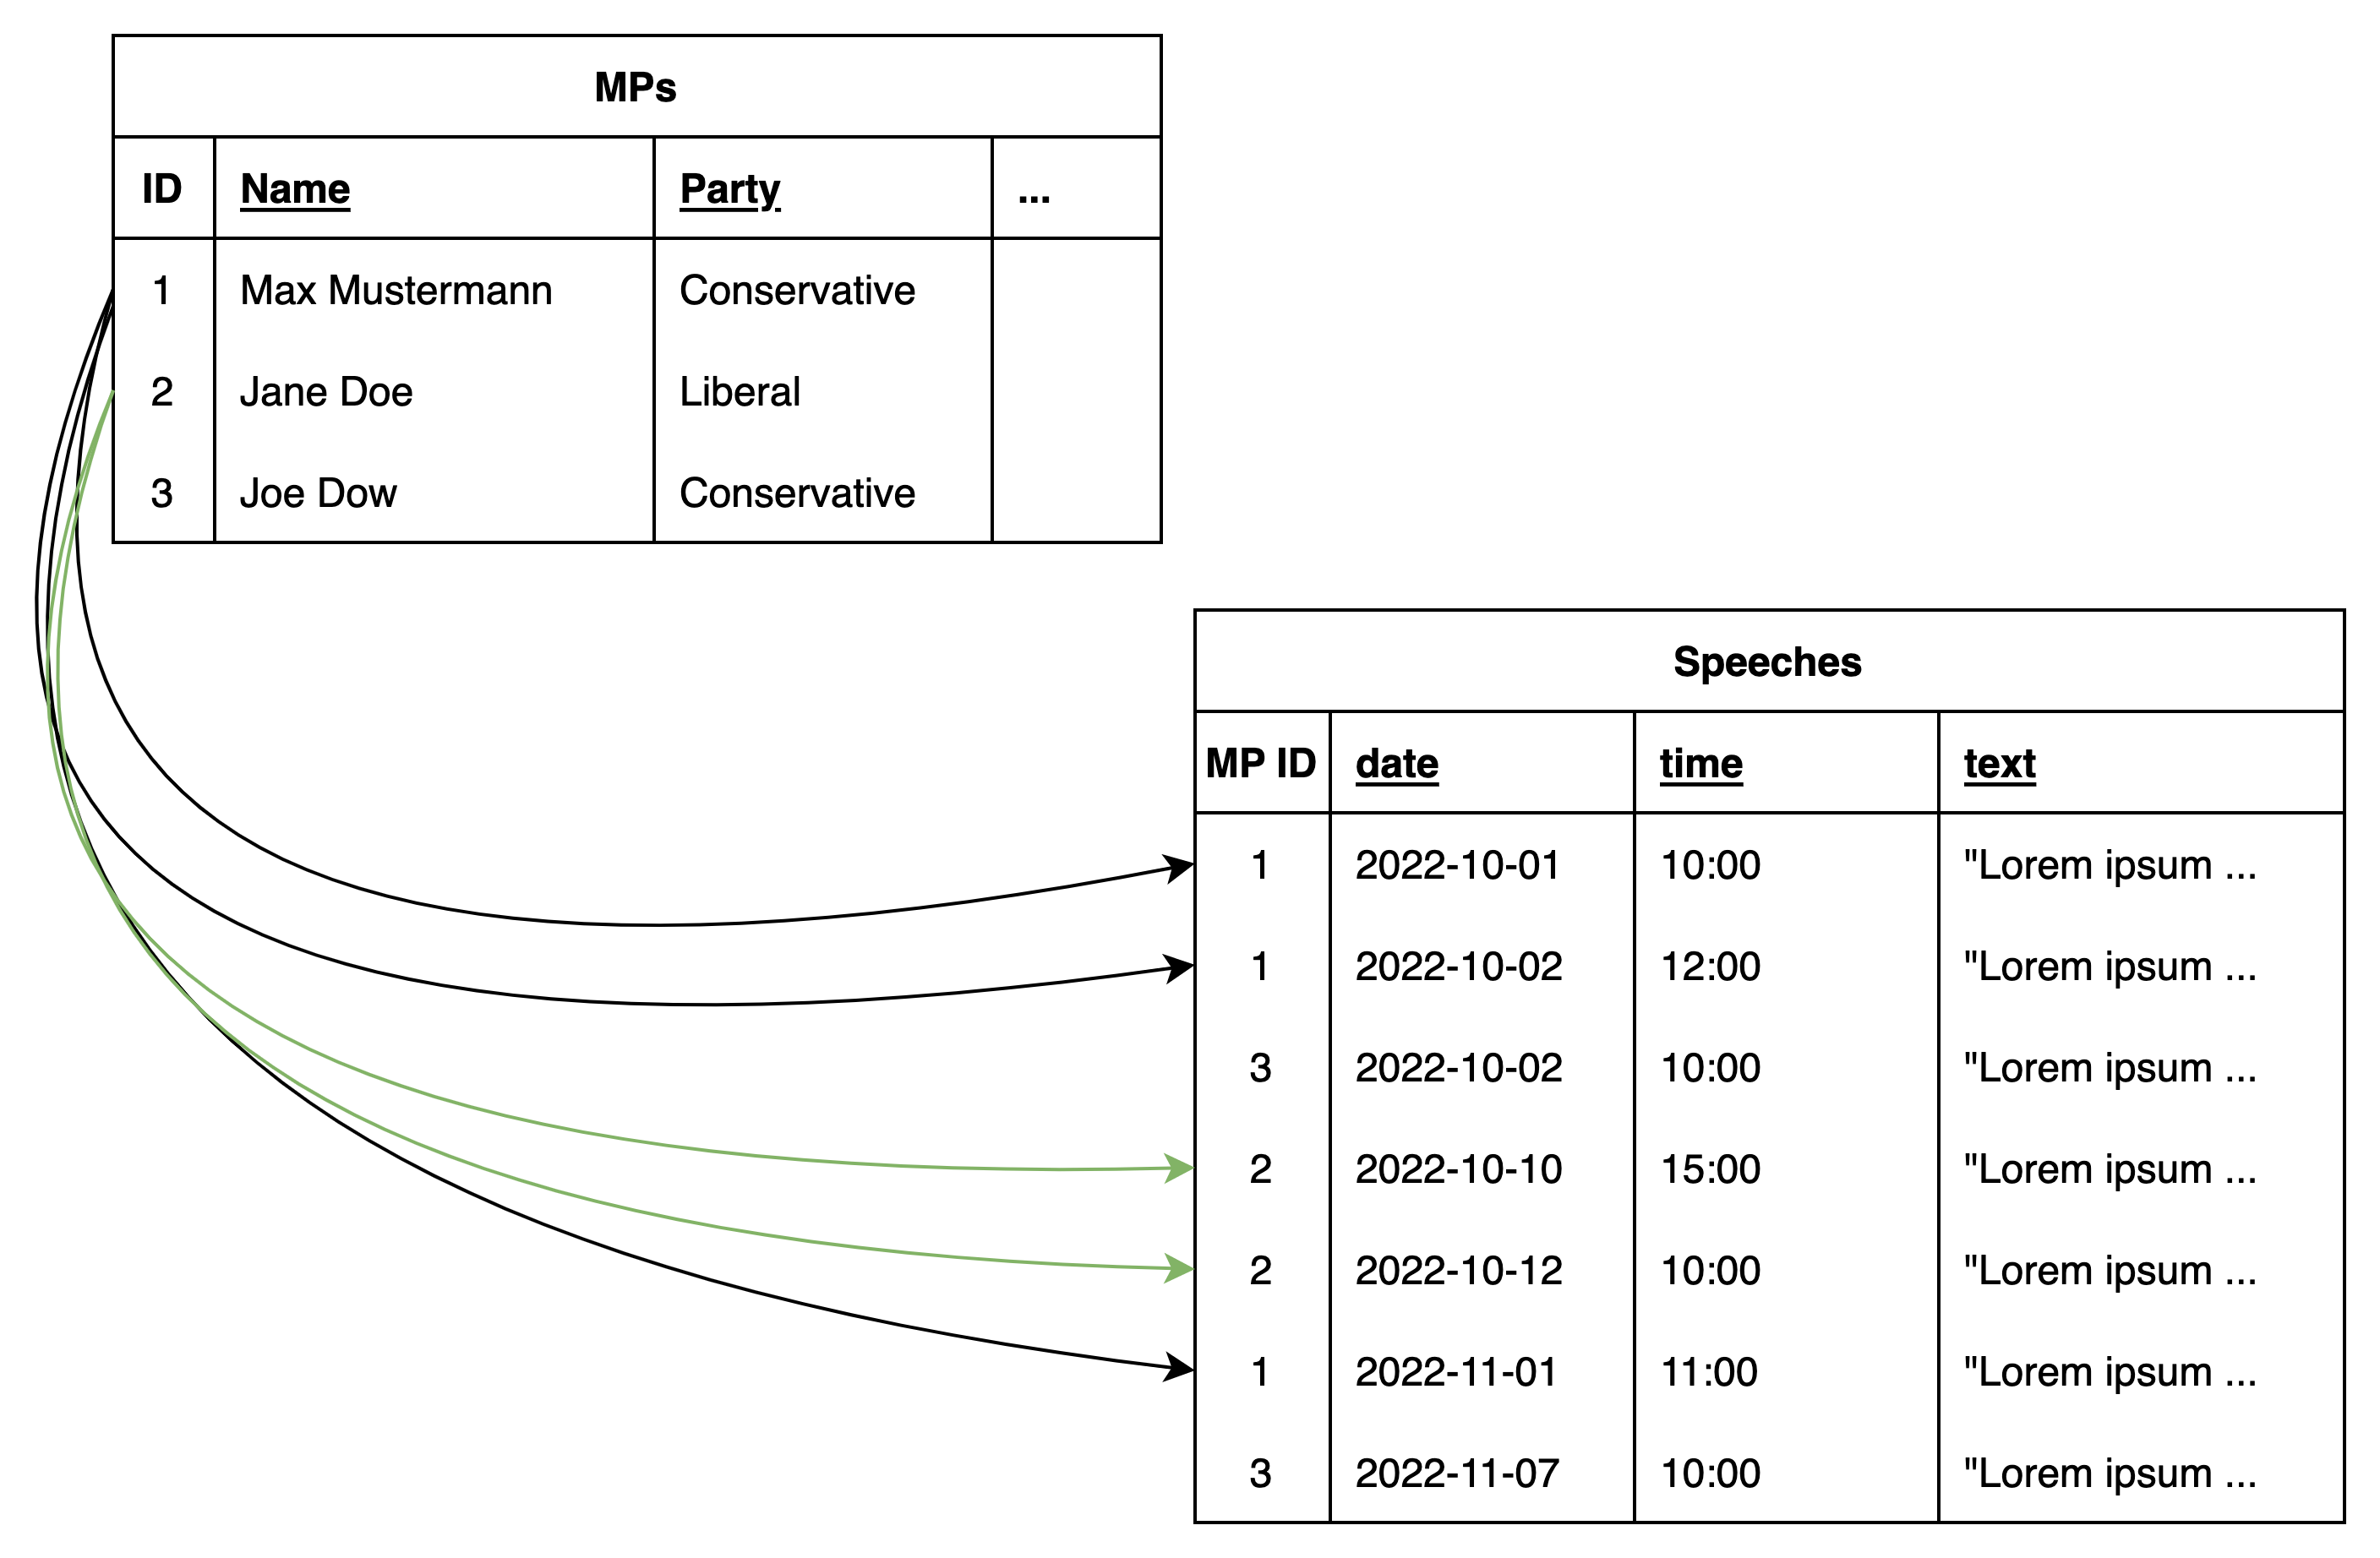 MPs
ID Name Party ...
1 Max Mustermann Conservative
2 Jane Doe Liberal
3 Joe Dow Conservative
Speeches
MP ID date time text
1 2022-10-01 10:00 "Lorem ipsum ...
1 2022-10-02 12:00 "Lorem ipsum ...
3 2022-10-02 10:00 "Lorem ipsum ...
2 2022-10-10 15:00 "Lorem ipsum ...
2 2022-10-12 10:00 "Lorem ipsum ...
1 2022-11-01 11:00 "Lorem ipsum ...
3 2022-11-07 10:00 "Lorem ipsum ...